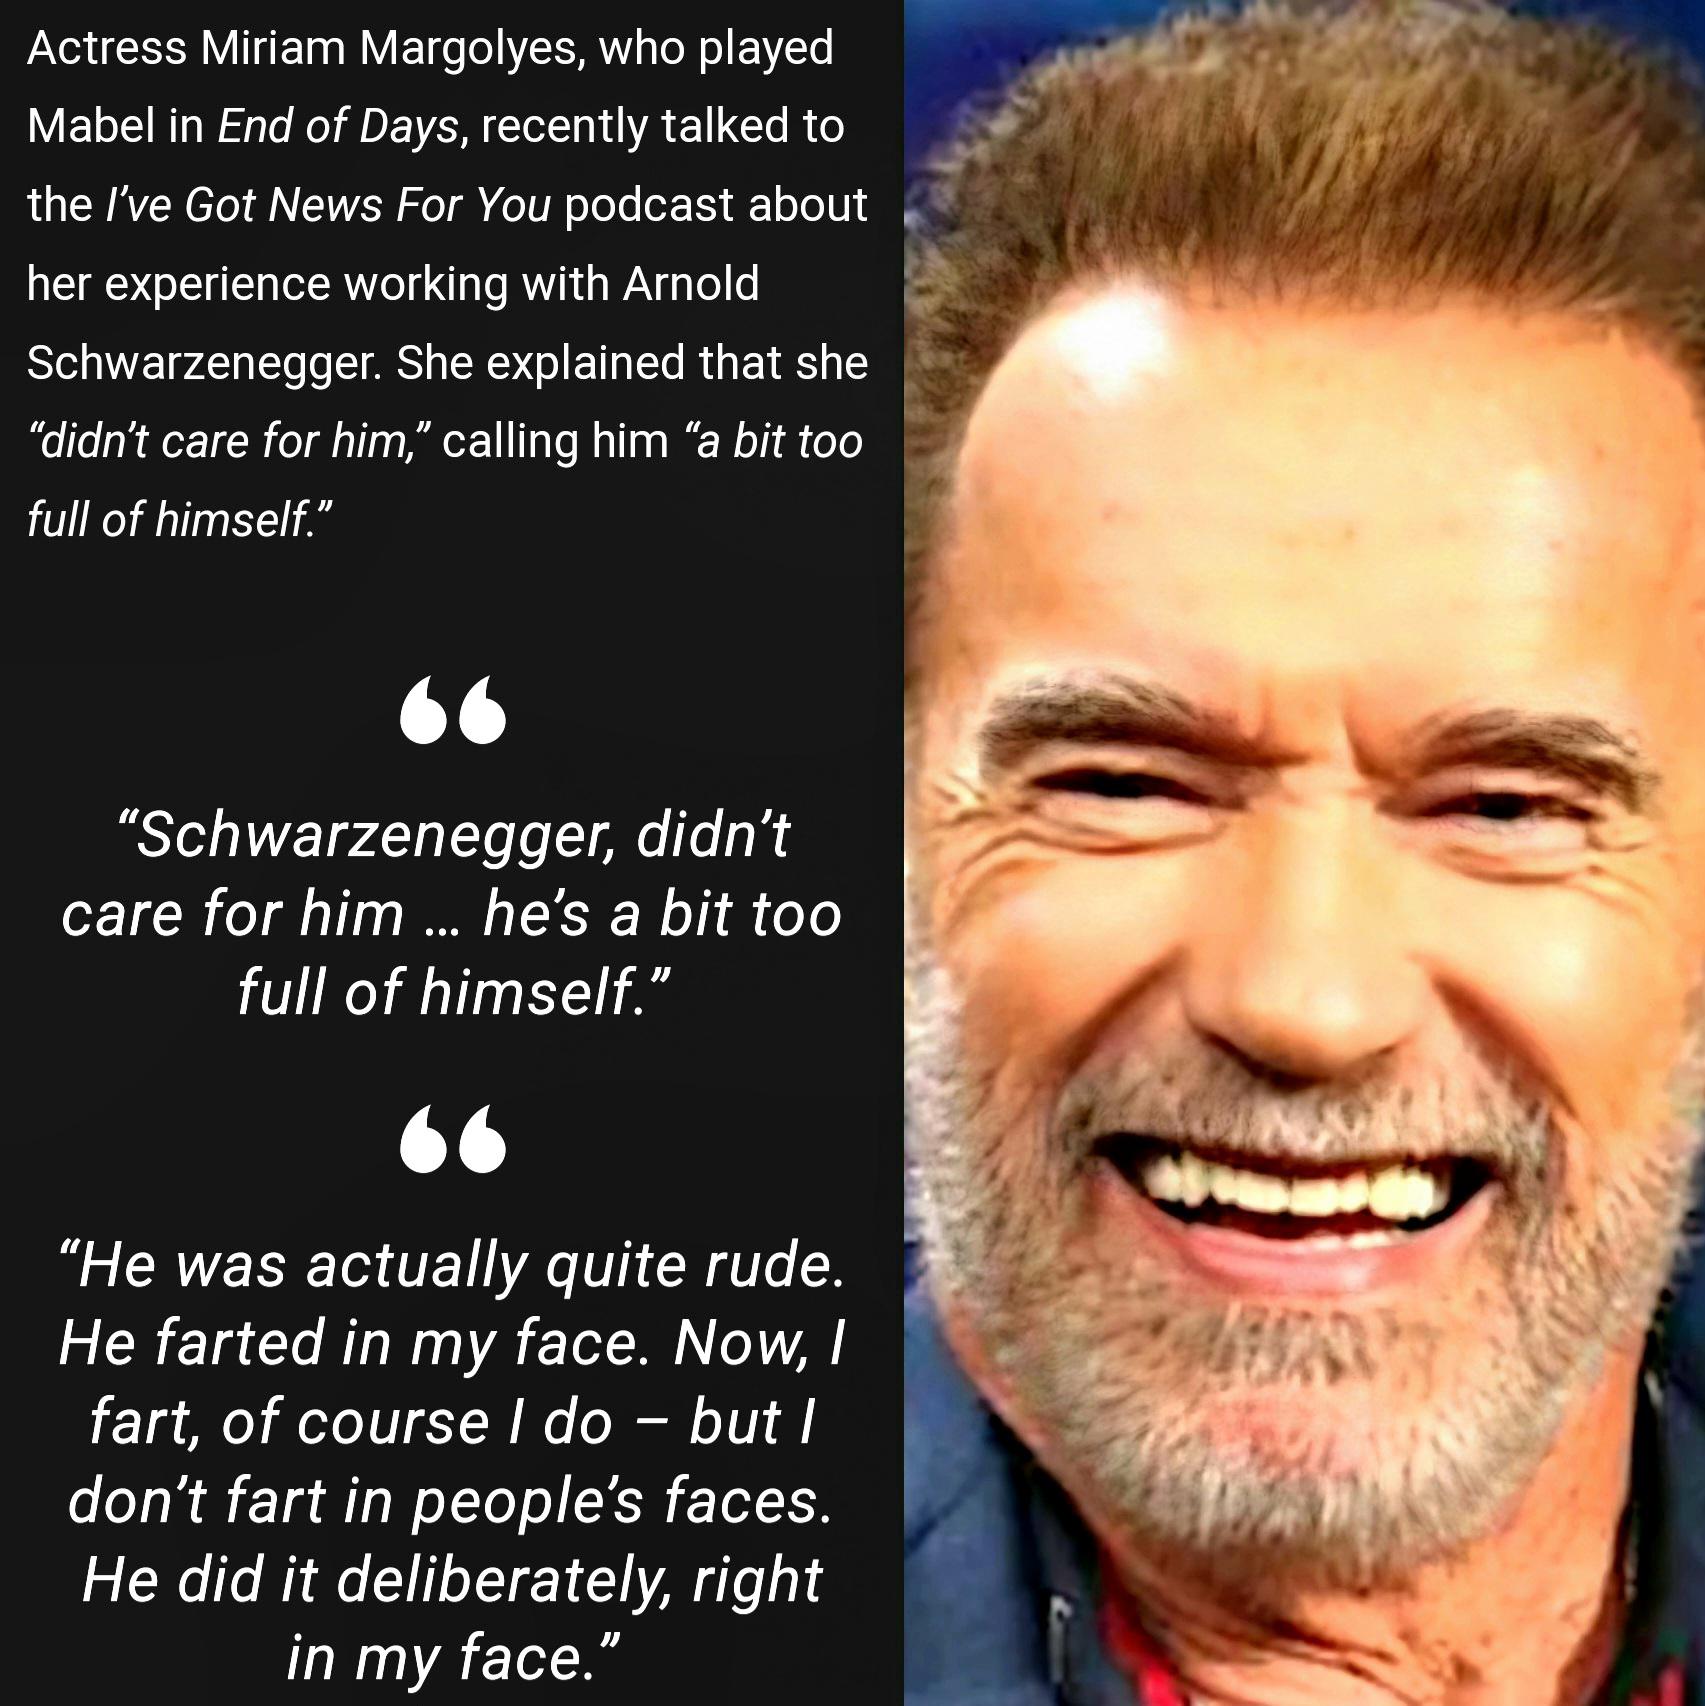 Actress Miriam Margolyes, who played
Mabel in End of Days, recently talked to
the I’ve Got News For You podcast about
her experience working with Arnold
Schwarzenegger. She explained that she
“didn’t care for him,” calling him “a bit too
full of himself.”
“
“Schwarzenegger, didn’t
care for him … he’s a bit too
full of himself.”
“
“He was actually quite rude.
He farted in my face. Now, I
fart, of course I do – but I
don’t fart in people’s faces.
He did it deliberately, right
in my face.”